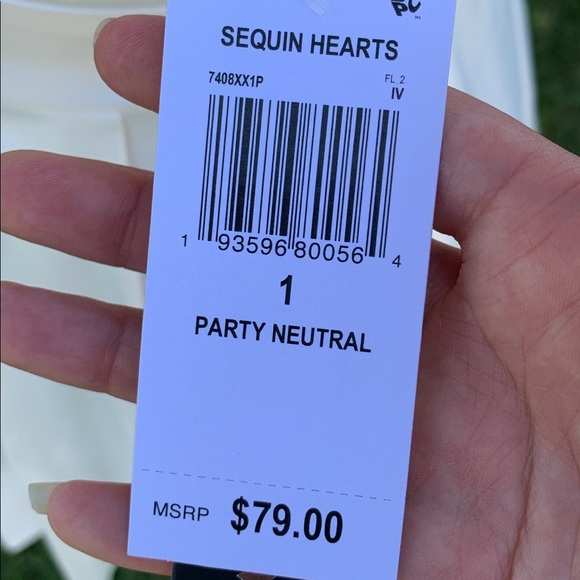 SEQUIN HEARTS
7408XX1P
FL 2
IV
1 93596 80056 4
1
PARTY NEUTRAL
MSRP $79.00